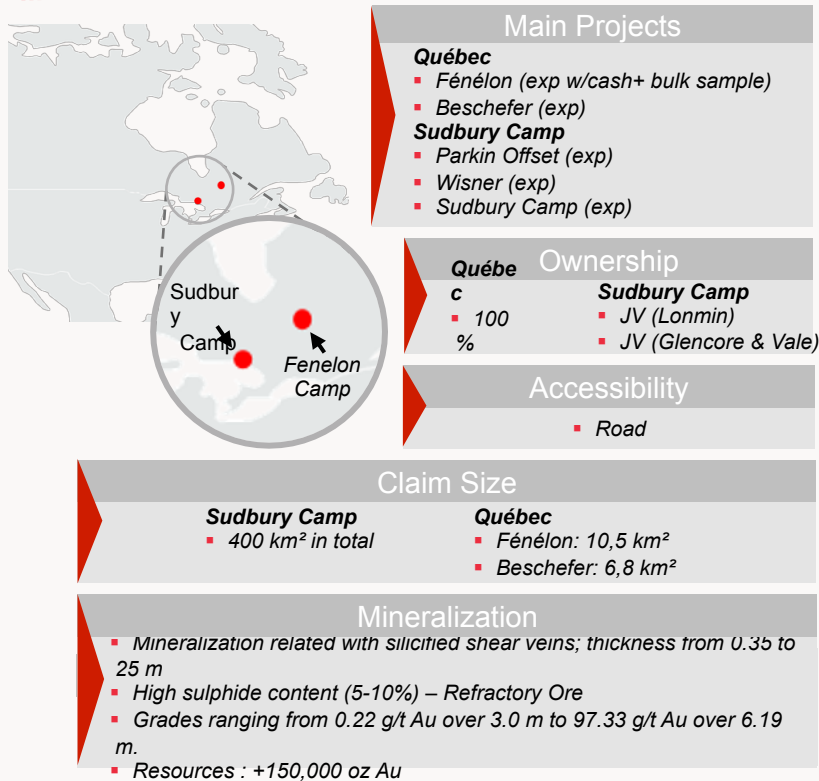 Main Projects
Québec
▪ Fénélon (exp w/cash+ bulk sample)
▪ Beschefer (exp)
Sudbury Camp
▪ Parkin Offset (exp)
▪ Wisner (exp)
▪ Sudbury Camp (exp)
Sudbur
y
Camp
Fenelon
Camp
Ownership
Québe
c
▪ 100
%
Sudbury Camp
▪ JV (Lonmin)
▪ JV (Glencore & Vale)
Accessibility
▪ Road
Claim Size
Sudbury Camp
▪ 400 km² in total
Québec
▪ Fénélon: 10,5 km²
▪ Beschefer: 6,8 km²
Mineralization
▪ Mineralization related with silicified shear veins; thickness from 0.35 to
25 m
▪ High sulphide content (5-10%) – Refractory Ore
▪ Grades ranging from 0.22 g/t Au over 3.0 m to 97.33 g/t Au over 6.19
m.
▪ Resources : +150,000 oz Au